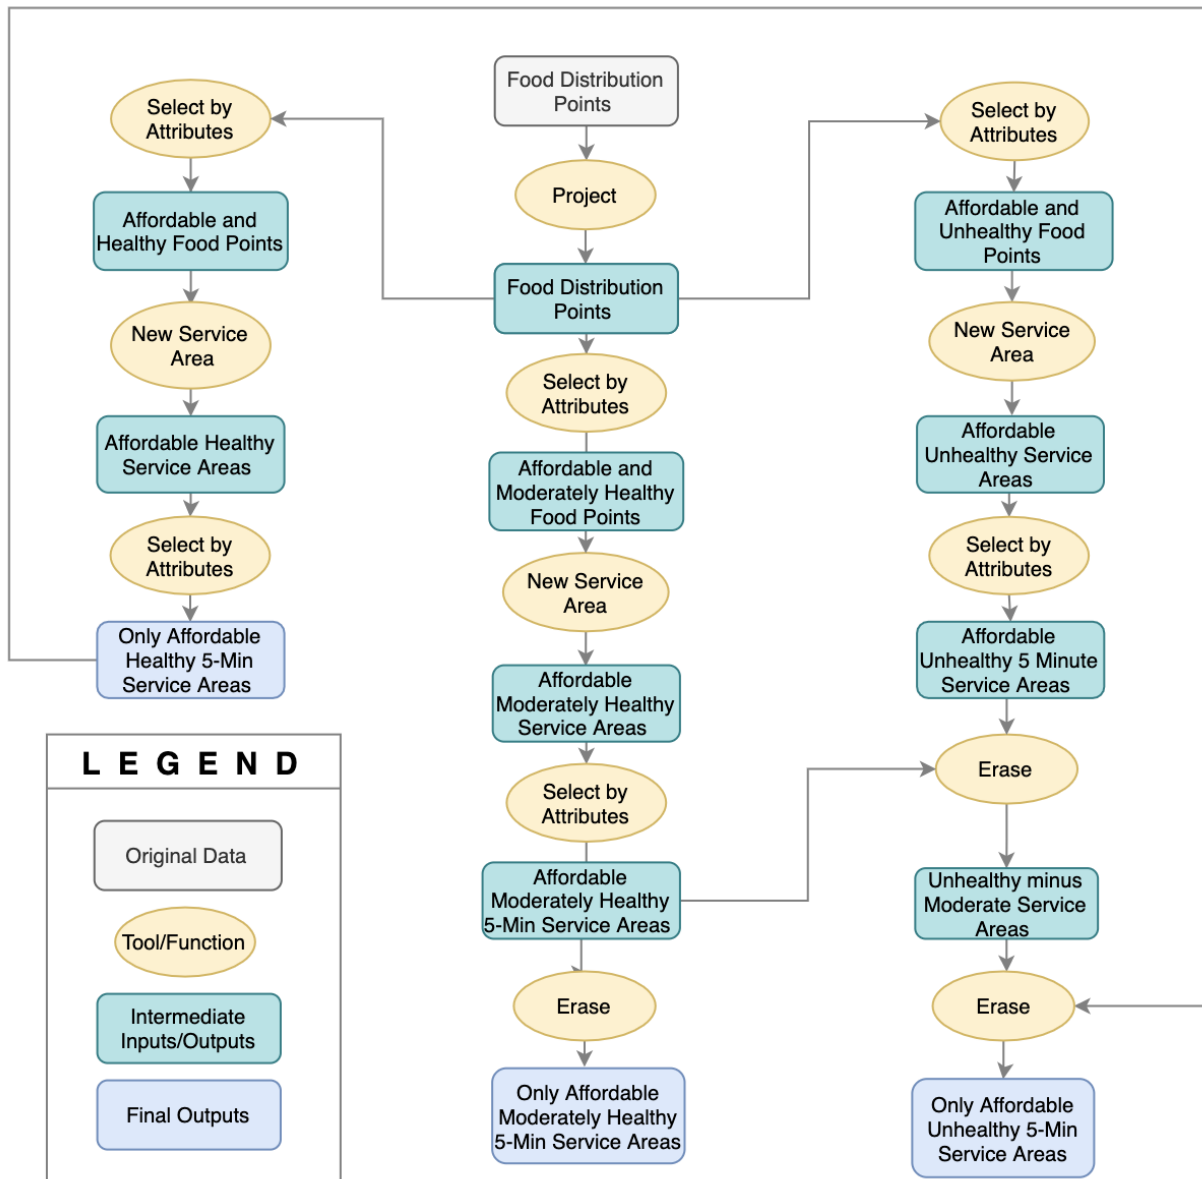 Select by
Attributes
Affordable and
Healthy Food Points
New Service
Area
Affordable Healthy
Service Areas
Select by
Attributes
Only Affordable
Healthy 5-Min
Service Areas
L E G E N D
Original Data
Tool/Function
Intermediate
Inputs/Outputs
Final Outputs
Food Distribution
Points
Project
Food Distribution
Points
Select by
Attributes
Affordable and
Moderately Healthy
Food Points
New Service
Area
Affordable
Moderately Healthy
Service Areas
Select by
Attributes
Affordable
Moderately Healthy
5-Min Service Areas
Erase
Only Affordable
Moderately Healthy
5-Min Service Areas
Select by
Attributes
Affordable and
Unhealthy Food
Points
New Service
Area
Affordable
Unhealthy Service
Areas
Select by
Attributes
Affordable
Unhealthy 5 Minute
Service Areas
Erase
Unhealthy minus
Moderate Service
Areas
Erase
Only Affordable
Unhealthy 5-Min
Service Areas